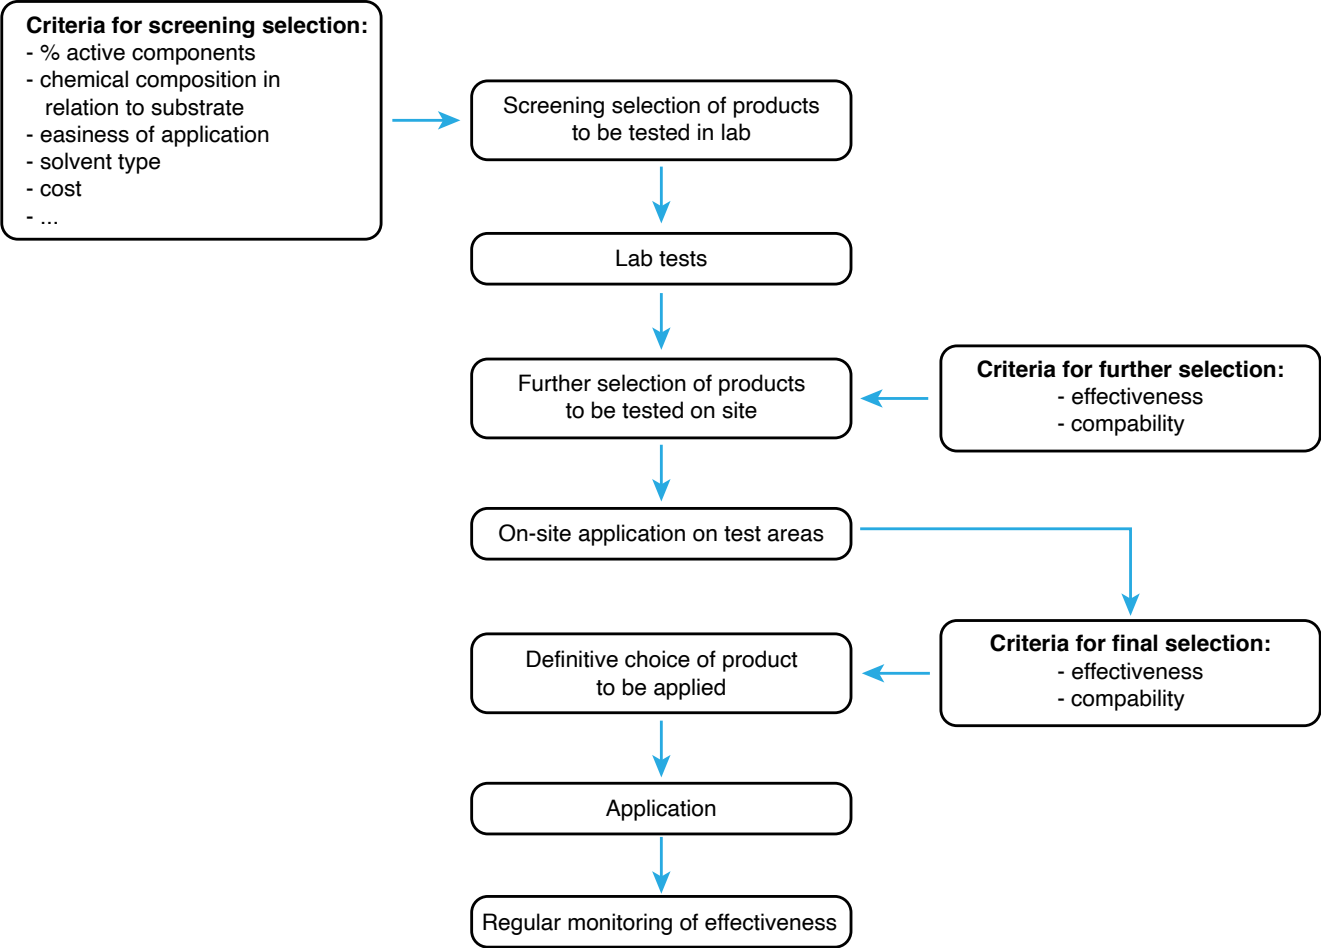 Criteria for screening selection:
- % active components
- chemical composition in
relation to substrate
- easiness of application
- solvent type
- cost
- ...
Screening selection of products
to be tested in lab
Lab tests
Further selection of products
to be tested on site
Criteria for further selection:
- effectiveness
- compability
On-site application on test areas
Criteria for final selection:
- effectiveness
- compability
Definitive choice of product
to be applied
Application
Regular monitoring of effectiveness